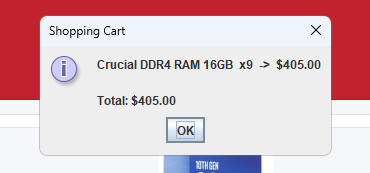 Shopping Cart
Crucial DDR4 RAM 16GB  x9  ->  $405.00
Total: $405.00
OK
10TH GEN